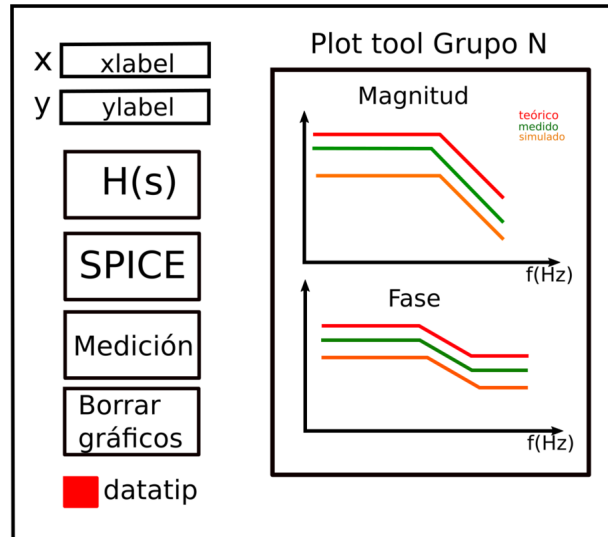 x xlabel
y ylabel
H(s)
SPICE
Medición
Borrar
gráficos
datatip
Plot tool Grupo N
Magnitud
teórico
medido
simulado
f(Hz)
Fase
f(Hz)